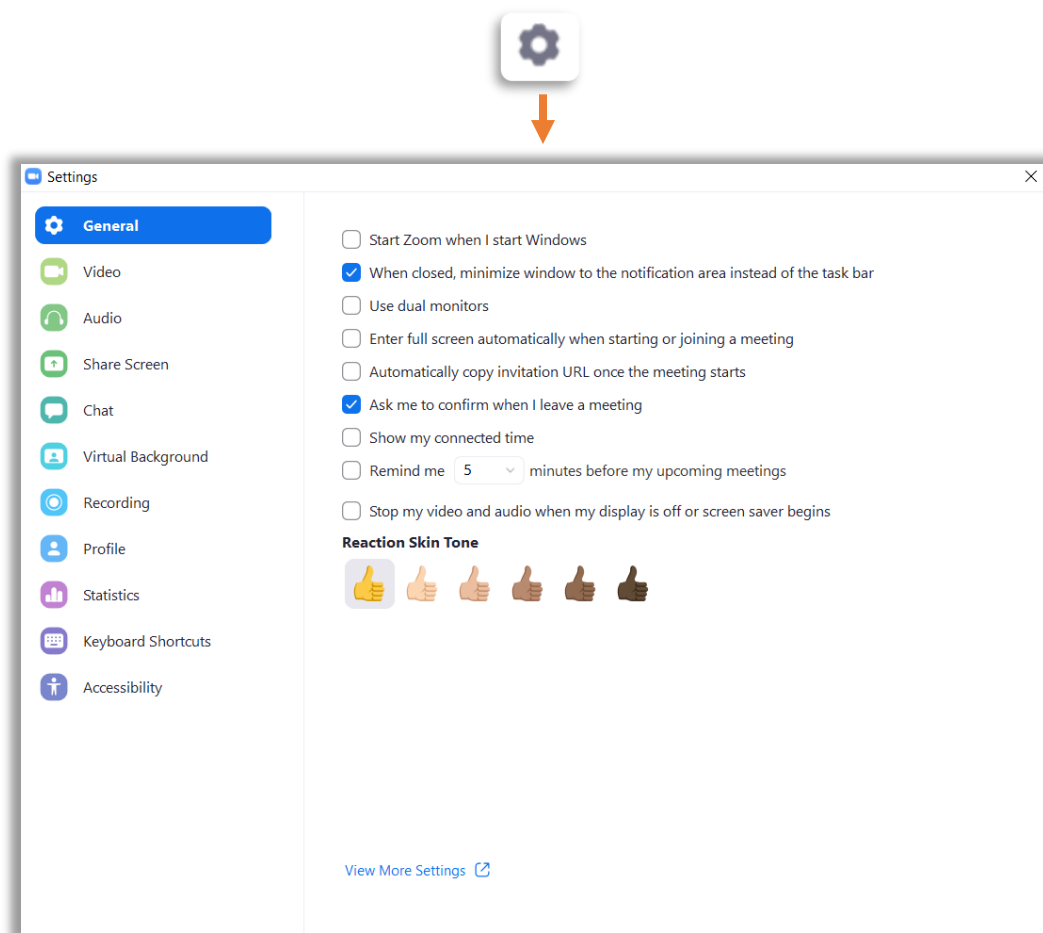 Settings
General
Video
Audio
Share Screen
Chat
Virtual Background
Recording
Profile
Statistics
Keyboard Shortcuts
Accessibility
Start Zoom when I start Windows
When closed, minimize window to the notification area instead of the task bar
Use dual monitors
Enter full screen automatically when starting or joining a meeting
Automatically copy invitation URL once the meeting starts
Ask me to confirm when I leave a meeting
Show my connected time
Remind me 5 minutes before my upcoming meetings
Stop my video and audio when my display is off or screen saver begins
Reaction Skin Tone
View More Settings